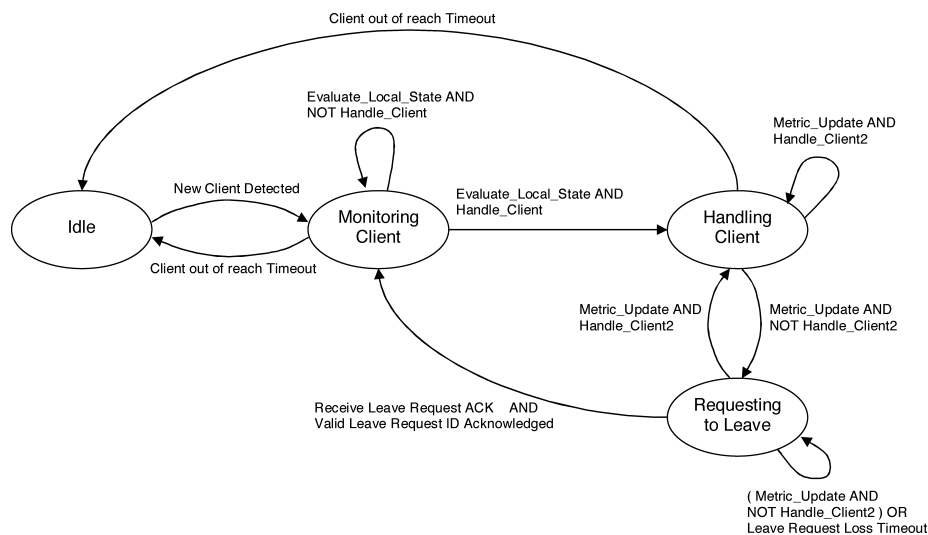 Client out of reach Timeout
Evaluate_Local_State AND
NOT Handle_Client
Metric_Update AND
Handle_Client2
New Client Detected
Evaluate_Local_State AND
Handle_Client
Idle
Monitoring
Client
Handling
Client
Client out of reach Timeout
Metric_Update AND
Handle_Client2
Metric_Update AND
NOT Handle_Client2
Receive Leave Request ACK AND
Valid Leave Request ID Acknowledged
Requesting
to Leave
( Metric_Update AND
NOT Handle_Client2 ) OR
Leave Request Loss Timeout